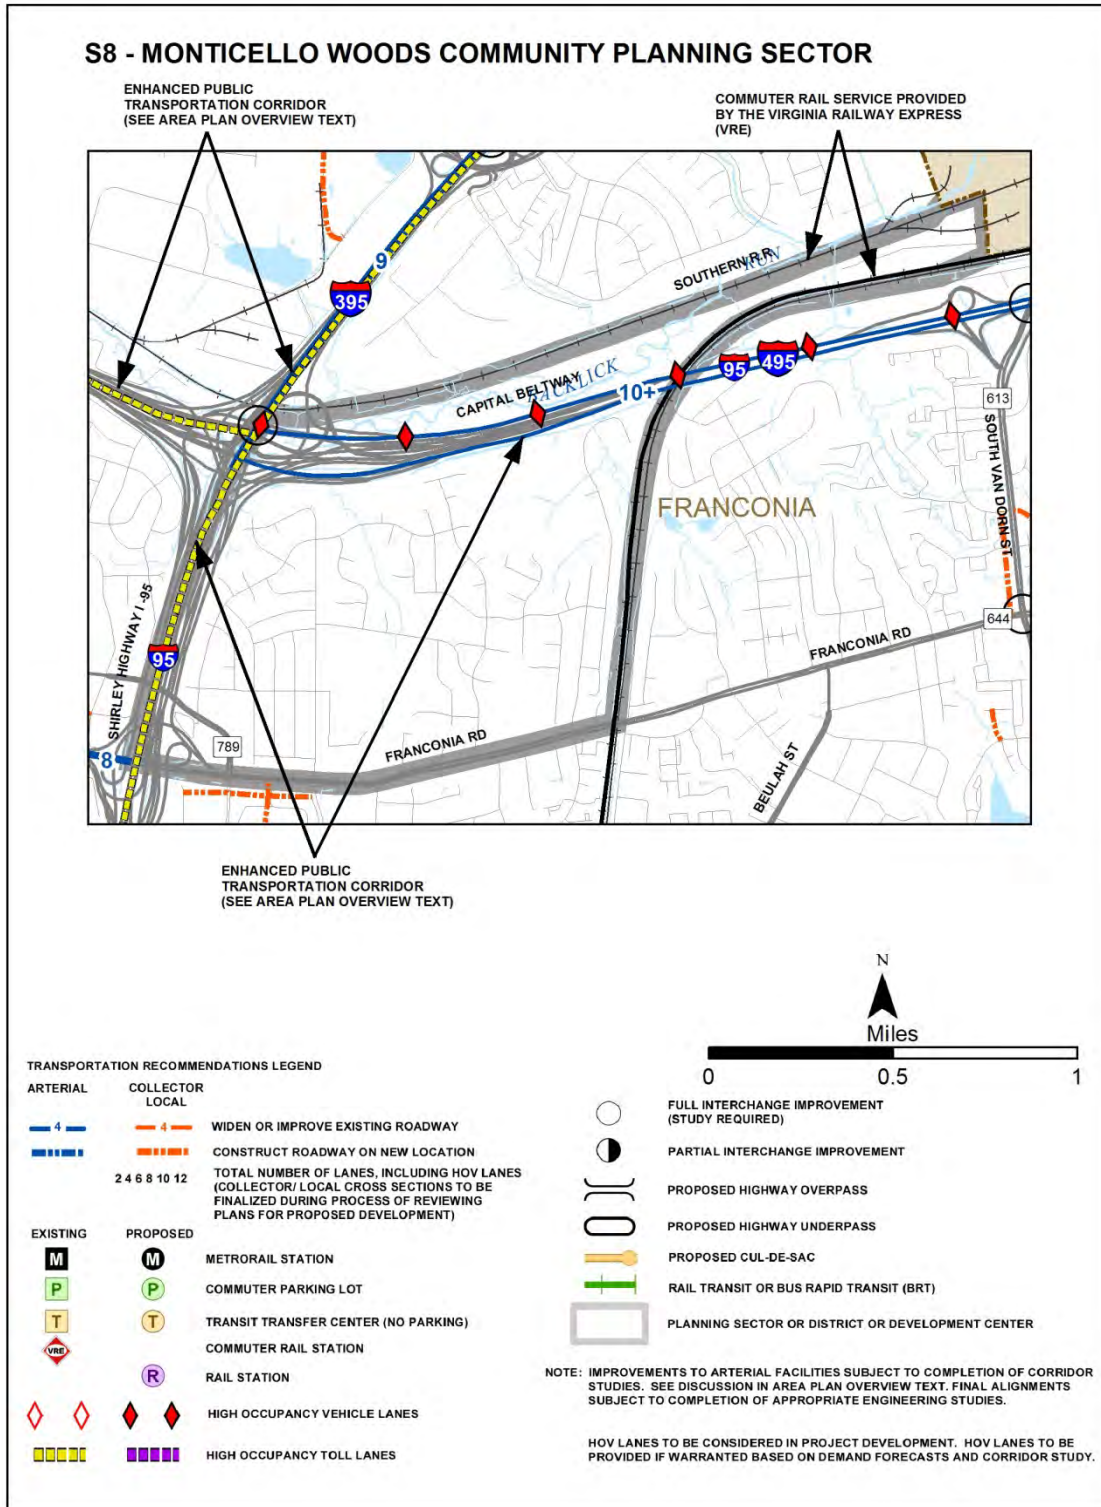 S8 - MONTICELLO WOODS COMMUNITY PLANNING SECTOR
ENHANCED PUBLIC
TRANSPORTATION CORRIDOR
(SEE AREA PLAN OVERVIEW TEXT)
COMMUTER RAIL SERVICE PROVIDED
BY THE VIRGINIA RAILWAY EXPRESS
(VRE)
9
395
SOUTHERN R.R.
RUN
CAPITAL BELTWAY
BACKLICK
10+
95
495
613
SOUTH VAN DORN ST
FRANCONIA
644
FRANCONIA RD
SHIRLEY HIGHWAY I -95
95
789
FRANCONIA RD
8
BEULAH ST
ENHANCED PUBLIC
TRANSPORTATION CORRIDOR
(SEE AREA PLAN OVERVIEW TEXT)
N
Miles
0 0.5 1
TRANSPORTATION RECOMMENDATIONS LEGEND
ARTERIAL COLLECTOR
LOCAL
4 4 WIDEN OR IMPROVE EXISTING ROADWAY
CONSTRUCT ROADWAY ON NEW LOCATION
2 4 6 8 10 12 TOTAL NUMBER OF LANES, INCLUDING HOV LANES
(COLLECTOR/ LOCAL CROSS SECTIONS TO BE
FINALIZED DURING PROCESS OF REVIEWING
PLANS FOR PROPOSED DEVELOPMENT)
EXISTING PROPOSED
M M METRORAIL STATION
P P COMMUTER PARKING LOT
T T TRANSIT TRANSFER CENTER (NO PARKING)
VRE COMMUTER RAIL STATION
R RAIL STATION
HIGH OCCUPANCY VEHICLE LANES
HIGH OCCUPANCY TOLL LANES
FULL INTERCHANGE IMPROVEMENT
(STUDY REQUIRED)
PARTIAL INTERCHANGE IMPROVEMENT
PROPOSED HIGHWAY OVERPASS
PROPOSED HIGHWAY UNDERPASS
PROPOSED CUL-DE-SAC
RAIL TRANSIT OR BUS RAPID TRANSIT (BRT)
PLANNING SECTOR OR DISTRICT OR DEVELOPMENT CENTER
NOTE: IMPROVEMENTS TO ARTERIAL FACILITIES SUBJECT TO COMPLETION OF CORRIDOR
STUDIES. SEE DISCUSSION IN AREA PLAN OVERVIEW TEXT. FINAL ALIGNMENTS
SUBJECT TO COMPLETION OF APPROPRIATE ENGINEERING STUDIES.
HOV LANES TO BE CONSIDERED IN PROJECT DEVELOPMENT. HOV LANES TO BE
PROVIDED IF WARRANTED BASED ON DEMAND FORECASTS AND CORRIDOR STUDY.